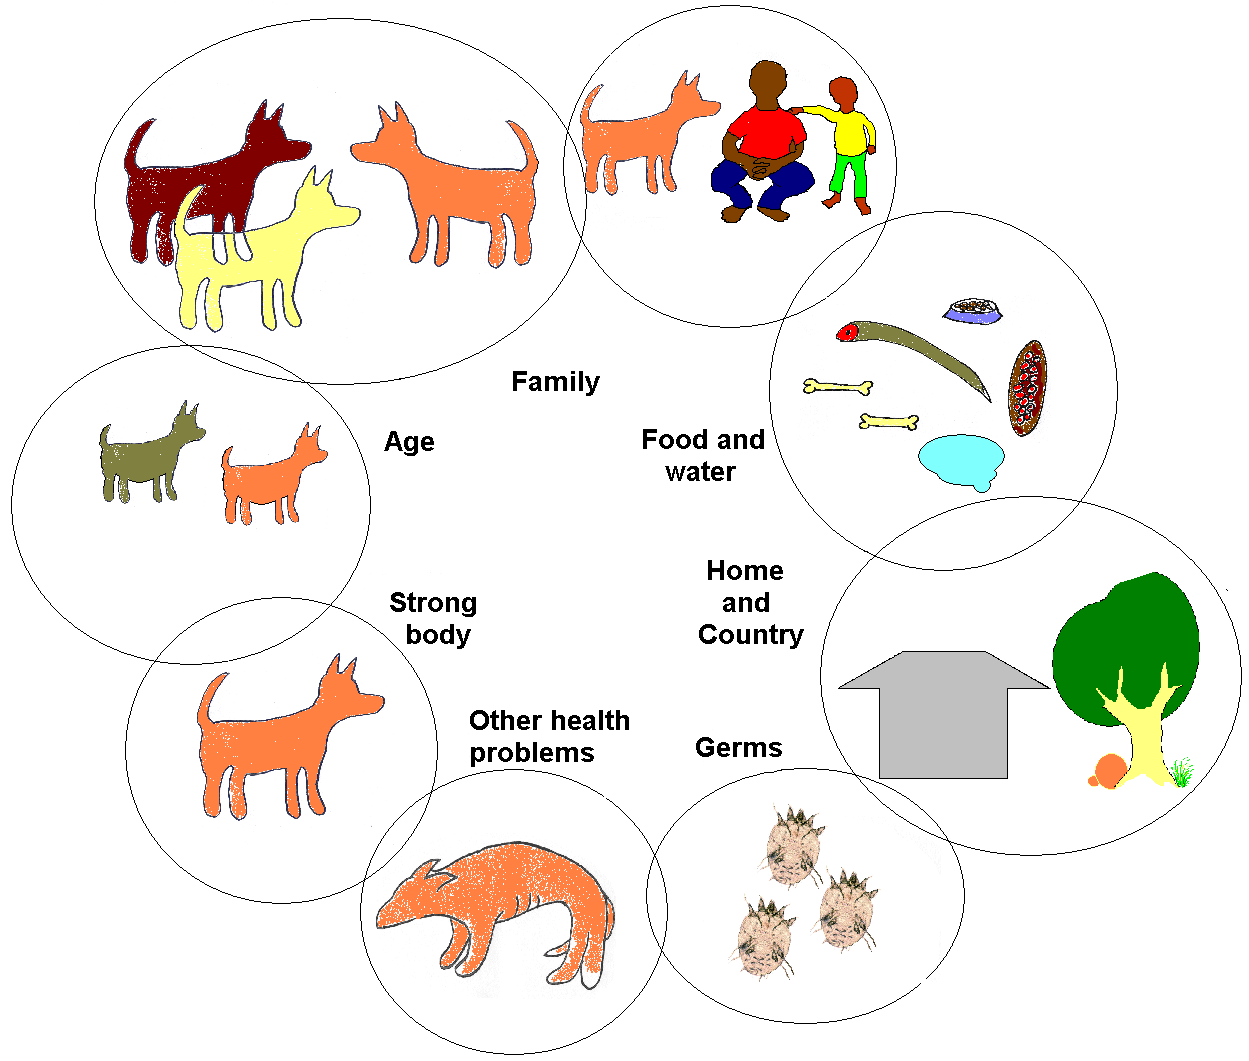 Family
Age
Food and
water
Strong
body
Home
and
Country
Other health
problems
Germs